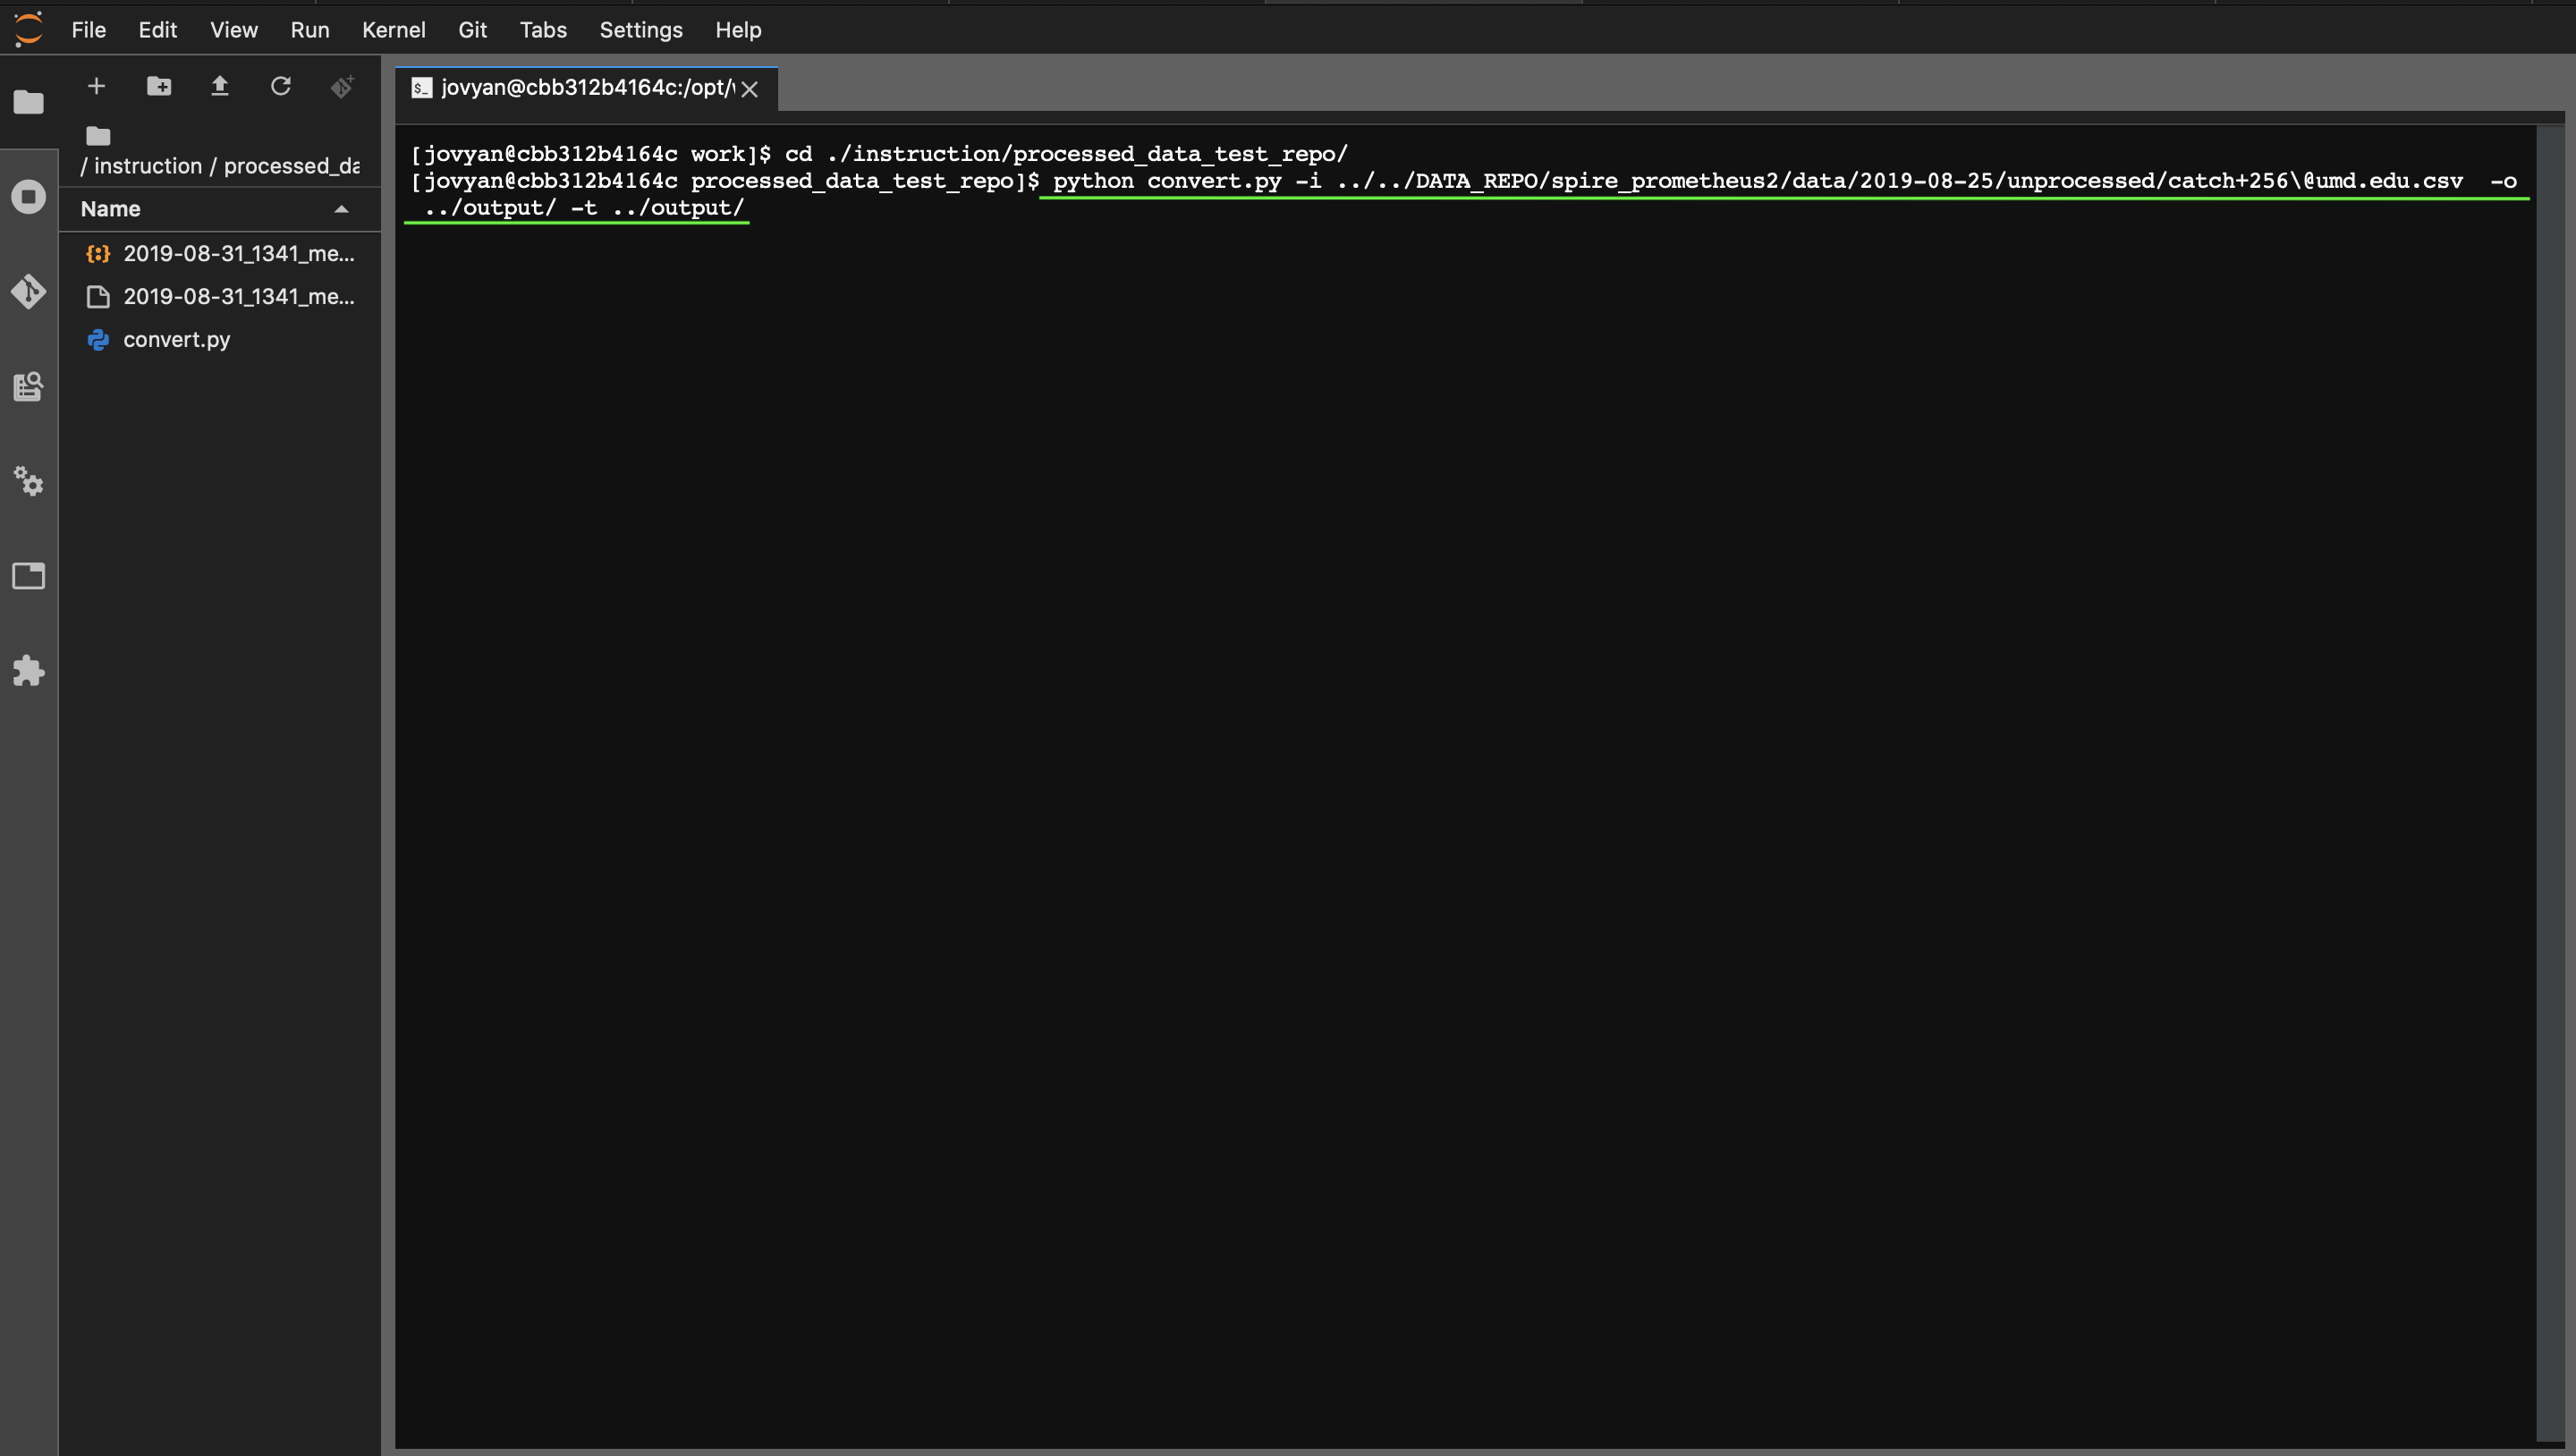 File Edit View Run Kernel Git Tabs Settings Help
jovyan@cbb312b4164c:/opt/
/ instruction / processed_da
Name
2019-08-31_1341_me...
2019-08-31_1341_me...
convert.py
[jovyan@cbb312b4164c work]$ cd ./instruction/processed_data_test_repo/
[jovyan@cbb312b4164c processed_data_test_repo]$ python convert.py -i ../../DATA_REPO/spire_prometheus2/data/2019-08-25/unprocessed/catch+256\@umd.edu.csv  -o
../output/ -t ../output/